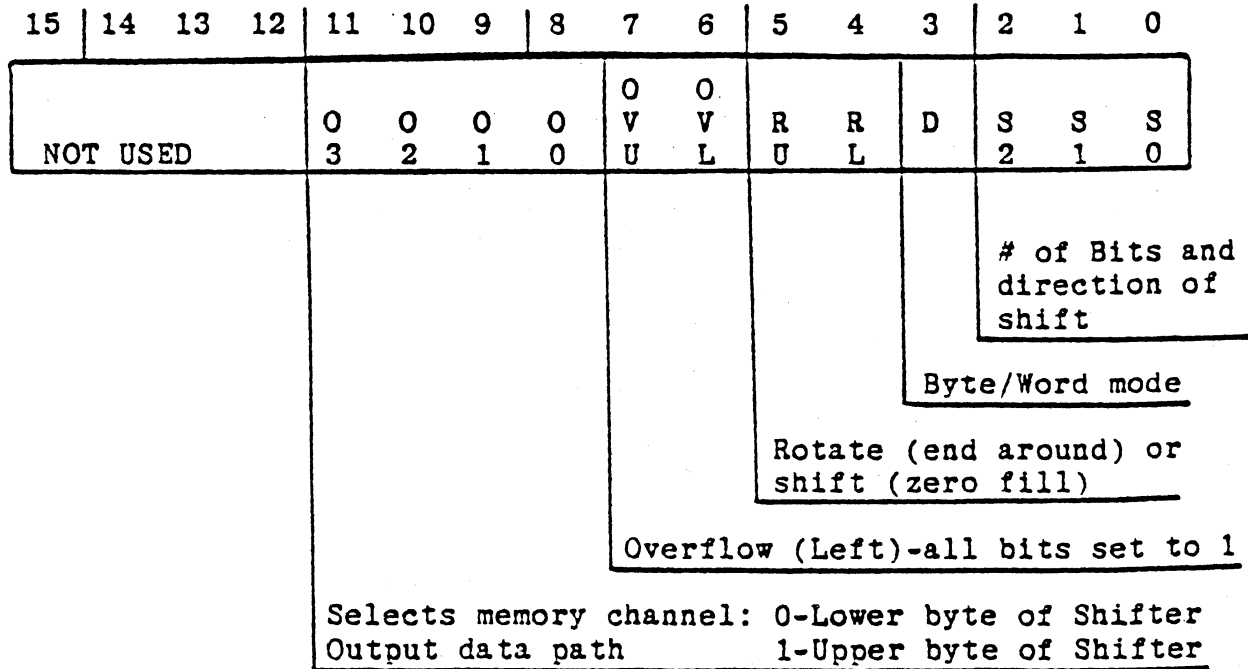 15 14 13 12 11 10 9 8 7 6 5 4 3 2 1 0
O O
O O O O V V R R D S S S
NOT USED 3 2 1 0 U L U L 2 1 0
# of Bits and
direction of
shift
Byte/Word mode
Rotate (end around) or
shift (zero fill)
Overflow (Left)-all bits set to 1
Selects memory channel: 0-Lower byte of Shifter
Output data path 1-Upper byte of Shifter